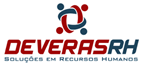 DEVERASRH
SOLUÇÕES EM RECURSOS HUMANOS